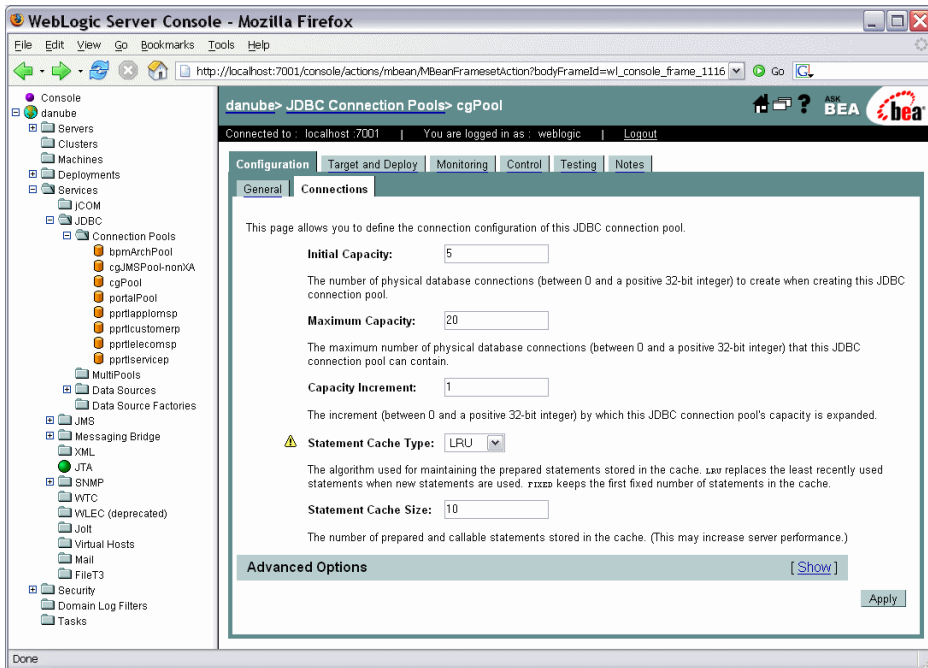 WebLogic Server Console - Mozilla Firefox
File Edit View Go Bookmarks Tools Help
http://localhost:7001/console/actions/mbean/MBeanFramesetAction?bodyFrameId=wl_console_frame_1116 Go G
Console
danube
Servers
Clusters
Machines
Deployments
Services
jCOM
JDBC
Connection Pools
bpmArchPool
cgJMSPool-nonXA
cgPool
portalPool
pprtlapplomsp
pprtlcustomerp
pprtlelecomsp
pprtlservicep
MultiPools
Data Sources
Data Source Factories
JMS
Messaging Bridge
XML
JTA
SNMP
WTC
WLEC (deprecated)
Jolt
Virtual Hosts
Mail
FileT3
Security
Domain Log Filters
Tasks
danube> JDBC Connection Pools> cgPool
? ASK BEA bea
Connected to : localhost :7001 | You are logged in as : weblogic | Logout
Configuration Target and Deploy Monitoring Control Testing Notes
General Connections
This page allows you to define the connection configuration of this JDBC connection pool.
Initial Capacity: 5
The number of physical database connections (between 0 and a positive 32-bit integer) to create when creating this JDBC
connection pool.
Maximum Capacity: 20
The maximum number of physical database connections (between 0 and a positive 32-bit integer) that this JDBC
connection pool can contain.
Capacity Increment: 1
The increment (between 0 and a positive 32-bit integer) by which this JDBC connection pool's capacity is expanded.
Statement Cache Type: LRU
The algorithm used for maintaining the prepared statements stored in the cache. LRU replaces the least recently used
statements when new statements are used. FIXED keeps the first fixed number of statements in the cache.
Statement Cache Size: 10
The number of prepared and callable statements stored in the cache. (This may increase server performance.)
Advanced Options [ Show ]
Apply
Done